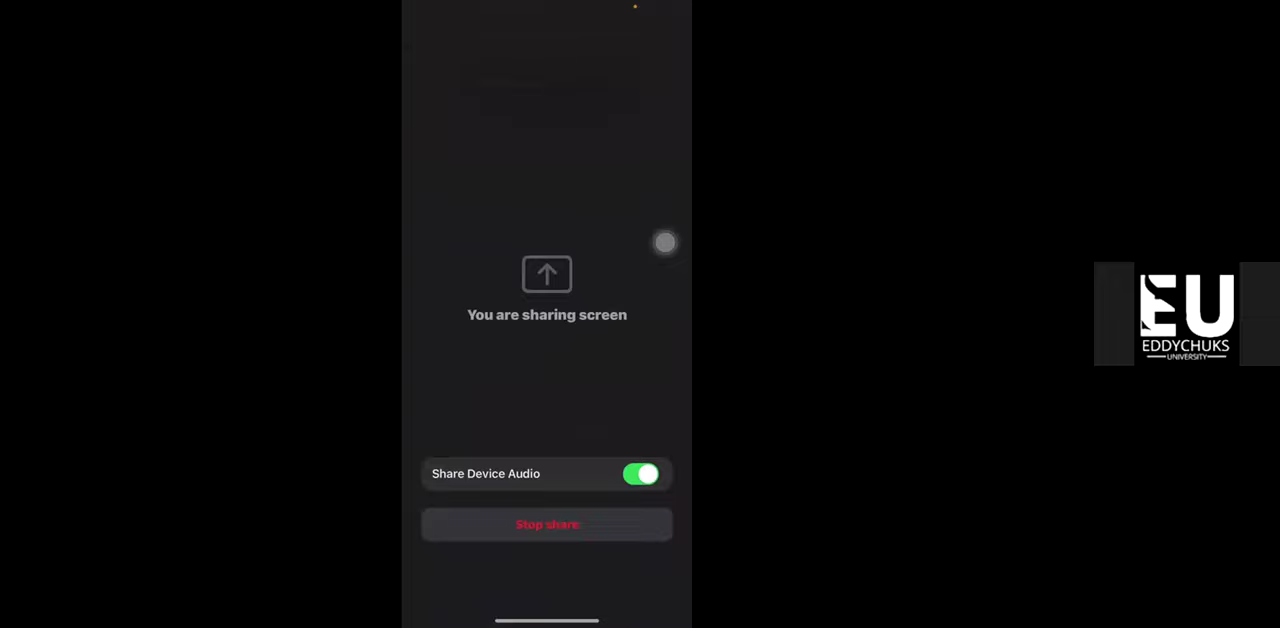 You are sharing screen
Share Device Audio
Stop share
EU
EDDYCHUKS
UNIVERSITY